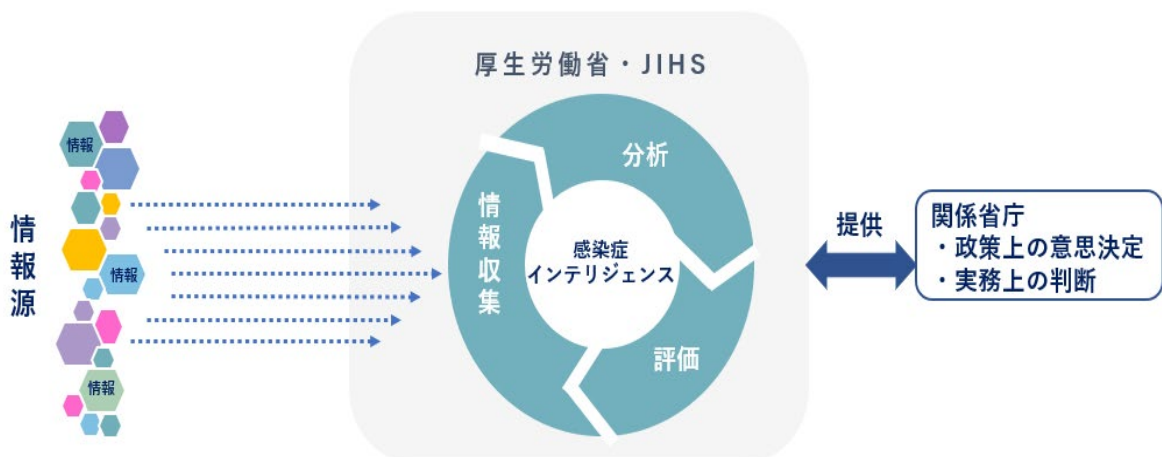 厚生労働省・JIHS
情報
情報
情報
情報源
情報収集
分析
評価
感染症
インテリジェンス
提供
関係省庁
・政策上の意思決定
・実務上の判断